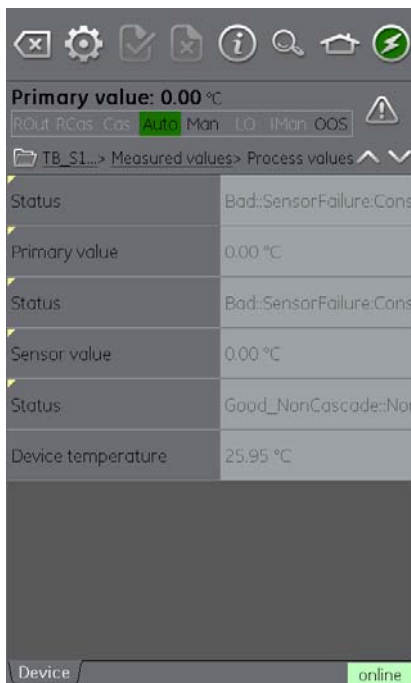 Primary value: 0.00 °C
ROut RCas Cas Auto Man LO IMan OOS
TB_S1...> Measured values> Process values
Status Bad::SensorFailure:Cons
Primary value 0.00 °C
Status Bad::SensorFailure:Cons
Sensor value 0.00 °C
Status Good_NonCascade::No
Device temperature 25.95 °C
Device online